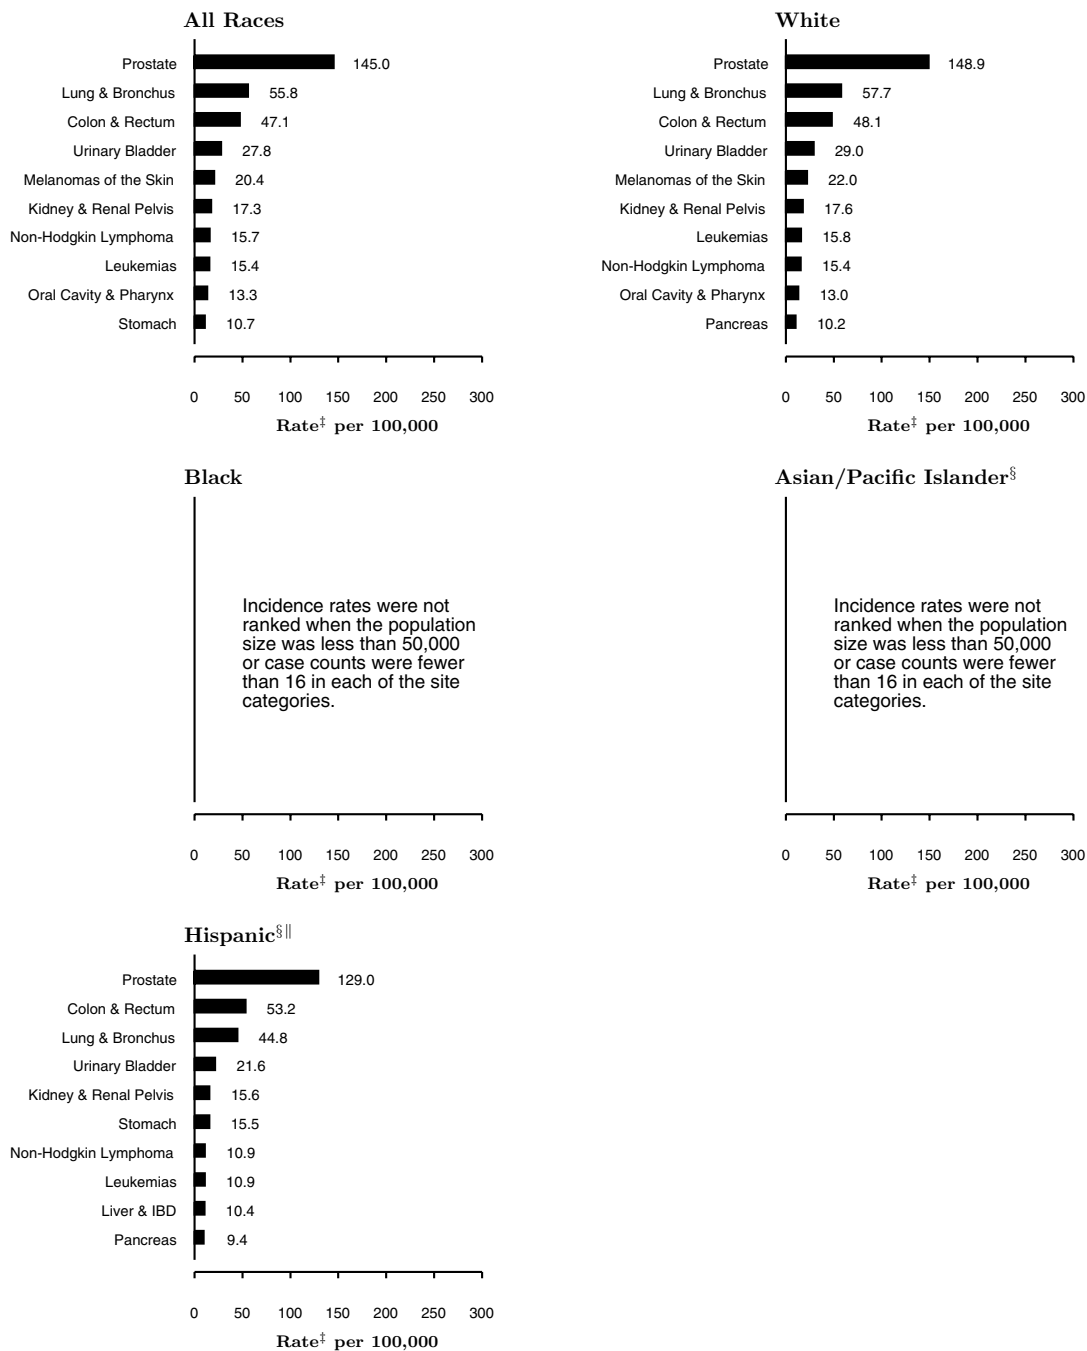 All Races
Prostate 145.0
Lung & Bronchus 55.8
Colon & Rectum 47.1
Urinary Bladder 27.8
Melanomas of the Skin 20.4
Kidney & Renal Pelvis 17.3
Non-Hodgkin Lymphoma 15.7
Leukemias 15.4
Oral Cavity & Pharynx 13.3
Stomach 10.7
0 50 100 150 200 250 300
Rate‡ per 100,000
White
Prostate 148.9
Lung & Bronchus 57.7
Colon & Rectum 48.1
Urinary Bladder 29.0
Melanomas of the Skin 22.0
Kidney & Renal Pelvis 17.6
Leukemias 15.8
Non-Hodgkin Lymphoma 15.4
Oral Cavity & Pharynx 13.0
Pancreas 10.2
0 50 100 150 200 250 300
Rate‡ per 100,000
Black
Incidence rates were not
ranked when the population
size was less than 50,000
or case counts were fewer
than 16 in each of the site
categories.
0 50 100 150 200 250 300
Rate‡ per 100,000
Asian/Pacific Islander§
Incidence rates were not
ranked when the population
size was less than 50,000
or case counts were fewer
than 16 in each of the site
categories.
0 50 100 150 200 250 300
Rate‡ per 100,000
Hispanic§‖
Prostate 129.0
Colon & Rectum 53.2
Lung & Bronchus 44.8
Urinary Bladder 21.6
Kidney & Renal Pelvis 15.6
Stomach 15.5
Non-Hodgkin Lymphoma 10.9
Leukemias 10.9
Liver & IBD 10.4
Pancreas 9.4
0 50 100 150 200 250 300
Rate‡ per 100,000